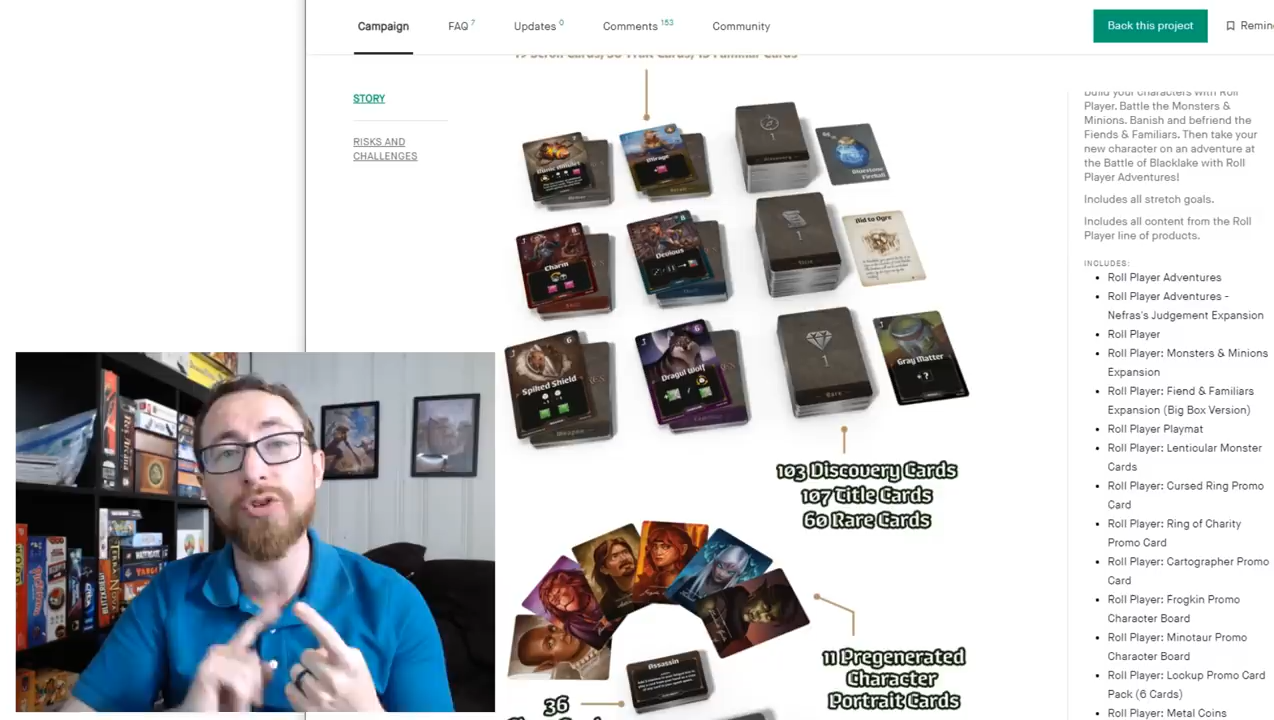 Campaign
FAQ 7
Updates 0
Comments 153
Community
Back this project
STORY
RISKS AND
CHALLENGES
Mirage
Bluestone
Fireball
Charm
Devious
Bid to Ogre
Spiked Shield
Dragul Wolf
Gray Matter
103 Discovery Cards
107 Title Cards
60 Rare Cards
11 Pregenerated
Character
Portrait Cards
Assassin
36
Build your characters with Roll
Player. Battle the Monsters &
Minions. Banish and befriend the
Fiends & Familiars. Then take your
new character on an adventure at
the Battle of Blacklake with Roll
Player Adventures!
Includes all stretch goals.
Includes all content from the Roll
Player line of products.
INCLUDES:
• Roll Player Adventures
• Roll Player Adventures -
Nefras's Judgement Expansion
• Roll Player
• Roll Player: Monsters & Minions
Expansion
• Roll Player: Fiend & Familiars
Expansion (Big Box Version)
• Roll Player Playmat
• Roll Player: Lenticular Monster
Cards
• Roll Player: Cursed Ring Promo
Card
• Roll Player: Ring of Charity
Promo Card
• Roll Player: Cartographer Promo
Card
• Roll Player: Frogkin Promo
Character Board
• Roll Player: Minotaur Promo
Character Board
• Roll Player: Lookup Promo Card
Pack (6 Cards)
• Roll Player: Metal Coins